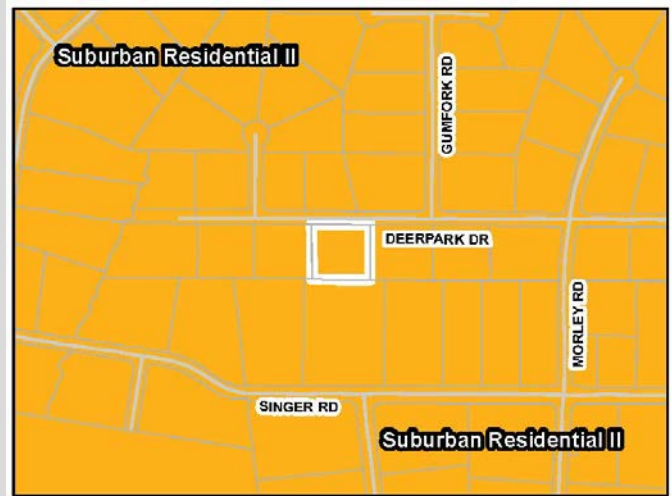 Suburban Residential II
GUMFORK RD
DEERPARK DR
MORLEY RD
SINGER RD
Suburban Residential II